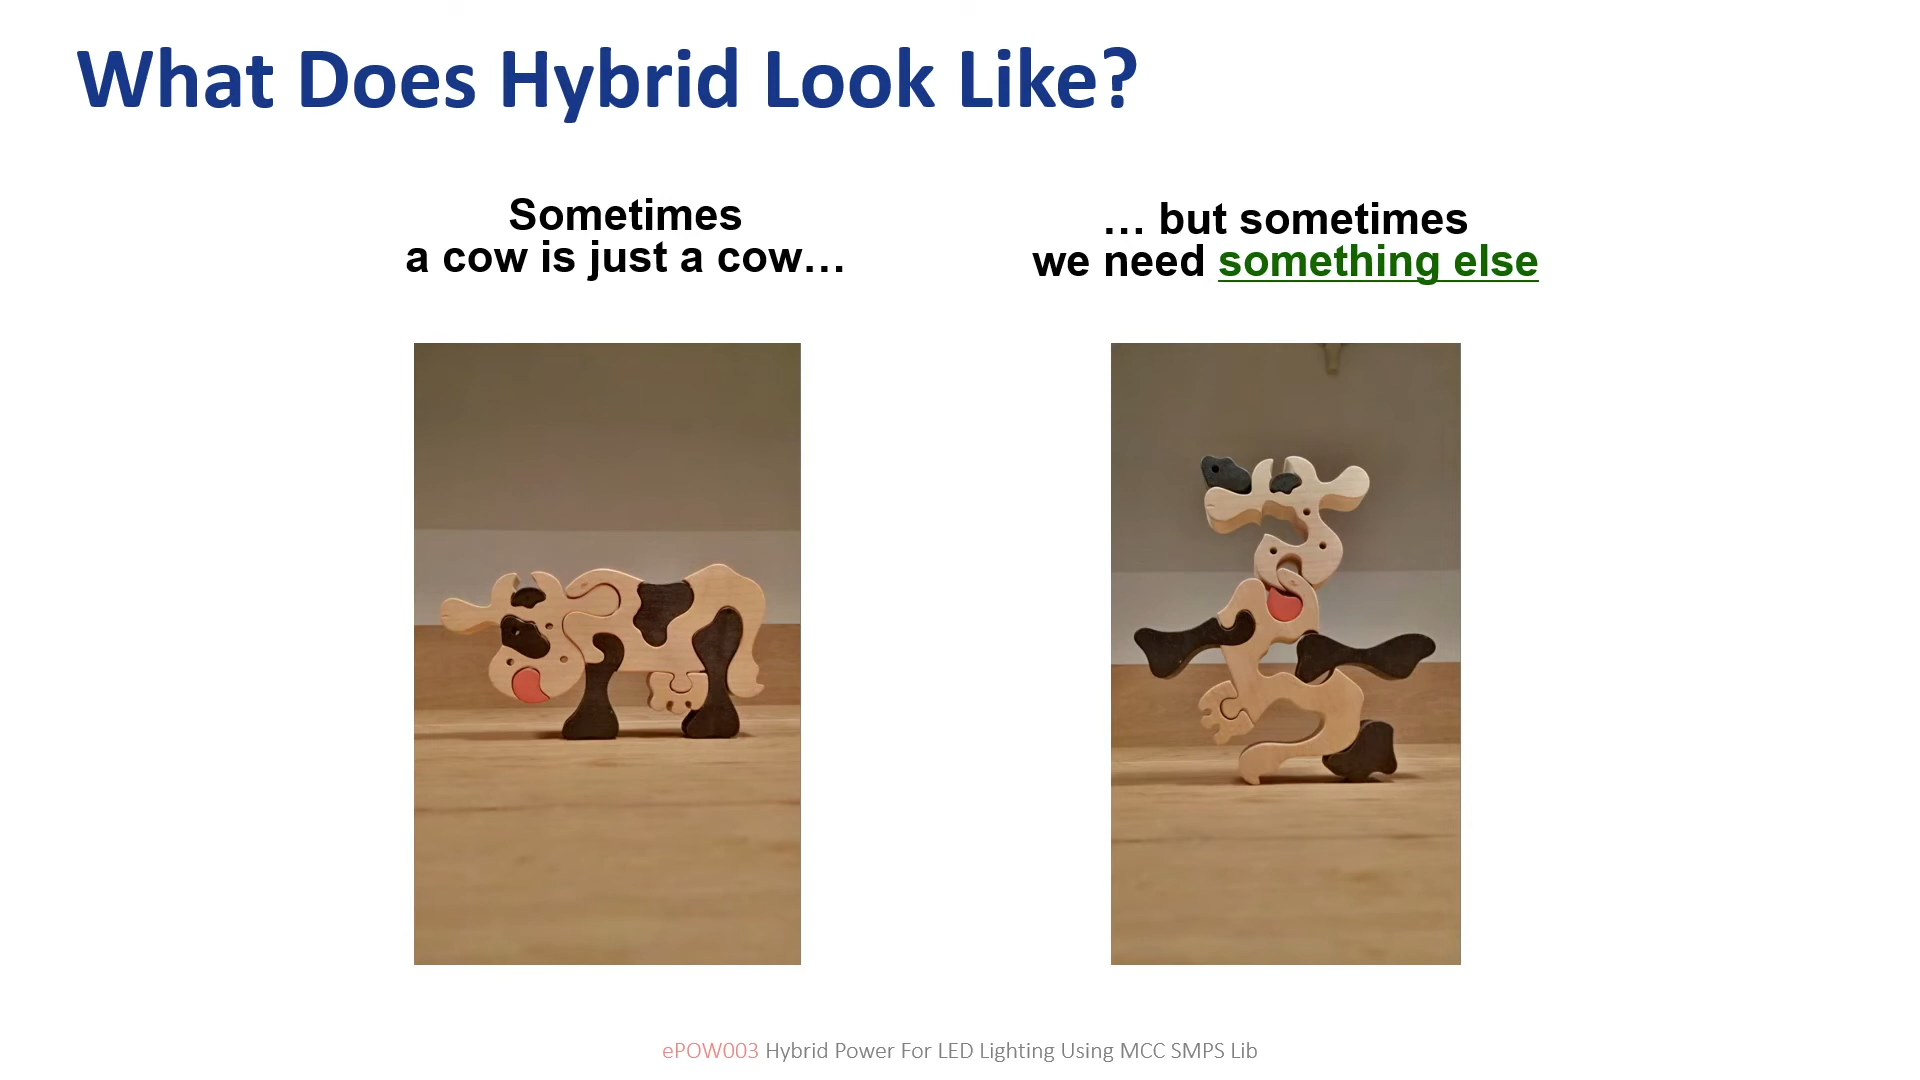 What Does Hybrid Look Like?
Sometimes
a cow is just a cow…
… but sometimes
we need something else
ePOW003 Hybrid Power For LED Lighting Using MCC SMPS Lib